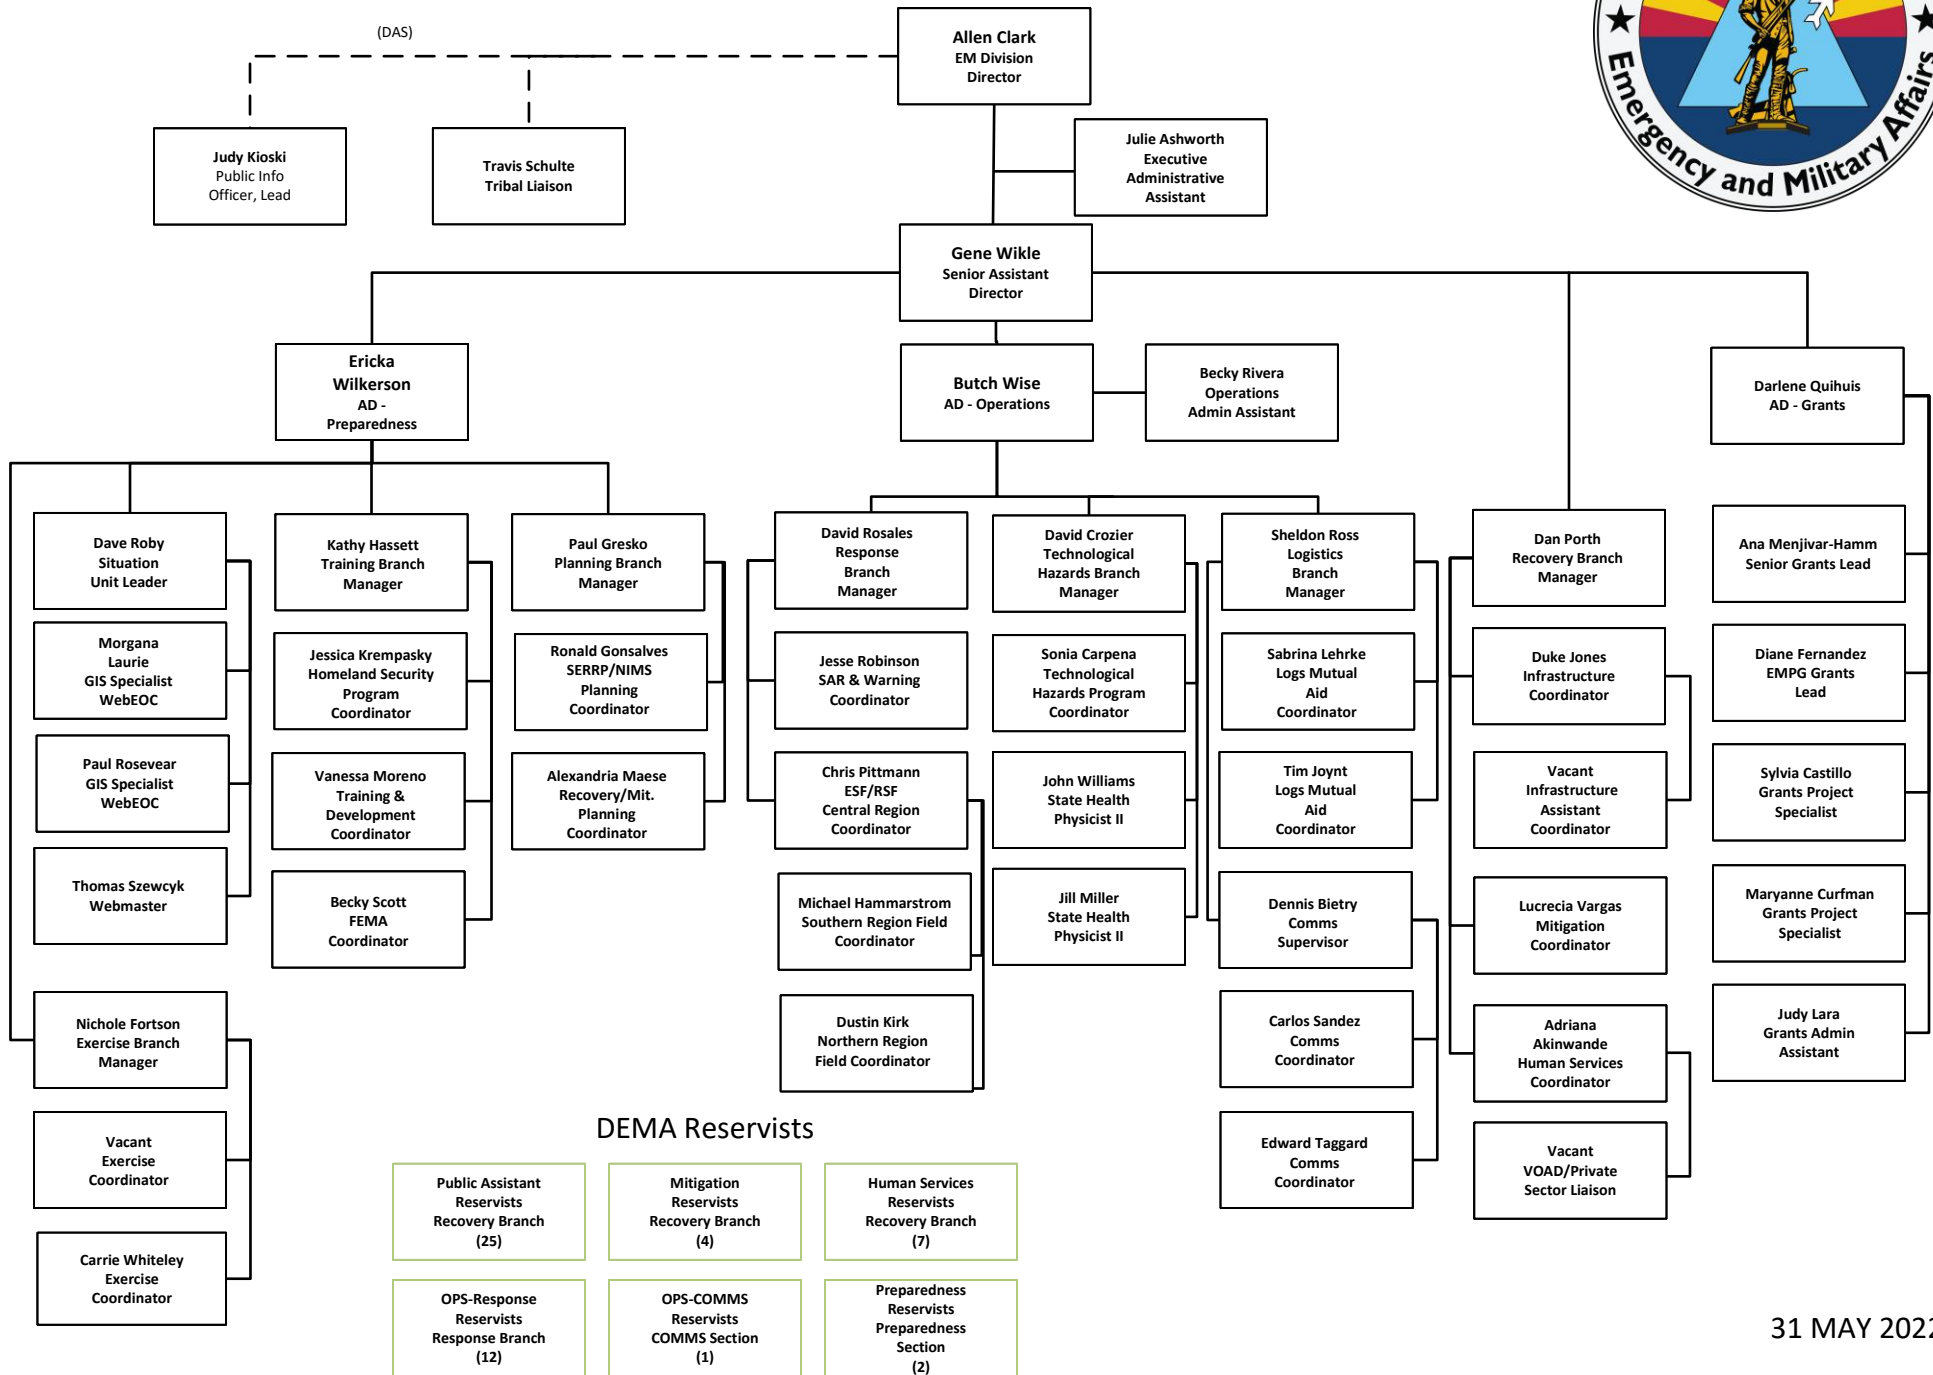 (DAS)
Allen Clark
EM Division
Director
Emergency and Military Affairs
Judy Kioski
Public Info
Officer, Lead
Travis Schulte
Tribal Liaison
Julie Ashworth
Executive
Administrative
Assistant
Gene Wikle
Senior Assistant
Director
Ericka
Wilkerson
AD -
Preparedness
Butch Wise
AD - Operations
Becky Rivera
Operations
Admin Assistant
Darlene Quihuis
AD - Grants
Dave Roby
Situation
Unit Leader
Kathy Hassett
Training Branch
Manager
Paul Gresko
Planning Branch
Manager
David Rosales
Response
Branch
Manager
David Crozier
Technological
Hazards Branch
Manager
Sheldon Ross
Logistics
Branch
Manager
Dan Porth
Recovery Branch
Manager
Ana Menjivar-Hamm
Senior Grants Lead
Morgana
Laurie
GIS Specialist
WebEOC
Jessica Krempasky
Homeland Security
Program
Coordinator
Ronald Gonsalves
SERRP/NIMS
Planning
Coordinator
Jesse Robinson
SAR & Warning
Coordinator
Sonia Carpena
Technological
Hazards Program
Coordinator
Sabrina Lehrke
Logs Mutual
Aid
Coordinator
Duke Jones
Infrastructure
Coordinator
Diane Fernandez
EMPG Grants
Lead
Paul Rosevear
GIS Specialist
WebEOC
Vanessa Moreno
Training &
Development
Coordinator
Alexandria Maese
Recovery/Mit.
Planning
Coordinator
Chris Pittmann
ESF/RSF
Central Region
Coordinator
John Williams
State Health
Physicist II
Tim Joynt
Logs Mutual
Aid
Coordinator
Vacant
Infrastructure
Assistant
Coordinator
Sylvia Castillo
Grants Project
Specialist
Thomas Szewcyk
Webmaster
Becky Scott
FEMA
Coordinator
Michael Hammarstrom
Southern Region Field
Coordinator
Jill Miller
State Health
Physicist II
Dennis Bietry
Comms
Supervisor
Lucrecia Vargas
Mitigation
Coordinator
Maryanne Curfman
Grants Project
Specialist
Nichole Fortson
Exercise Branch
Manager
Dustin Kirk
Northern Region
Field Coordinator
Carlos Sandez
Comms
Coordinator
Adriana
Akinwande
Human Services
Coordinator
Judy Lara
Grants Admin
Assistant
Vacant
Exercise
Coordinator
Edward Taggard
Comms
Coordinator
Vacant
VOAD/Private
Sector Liaison
Carrie Whiteley
Exercise
Coordinator
DEMA Reservists
Public Assistant
Reservists
Recovery Branch
(25)
Mitigation
Reservists
Recovery Branch
(4)
Human Services
Reservists
Recovery Branch
(7)
OPS-Response
Reservists
Response Branch
(12)
OPS-COMMS
Reservists
COMMS Section
(1)
Preparedness
Reservists
Preparedness
Section
(2)
31 MAY 2022